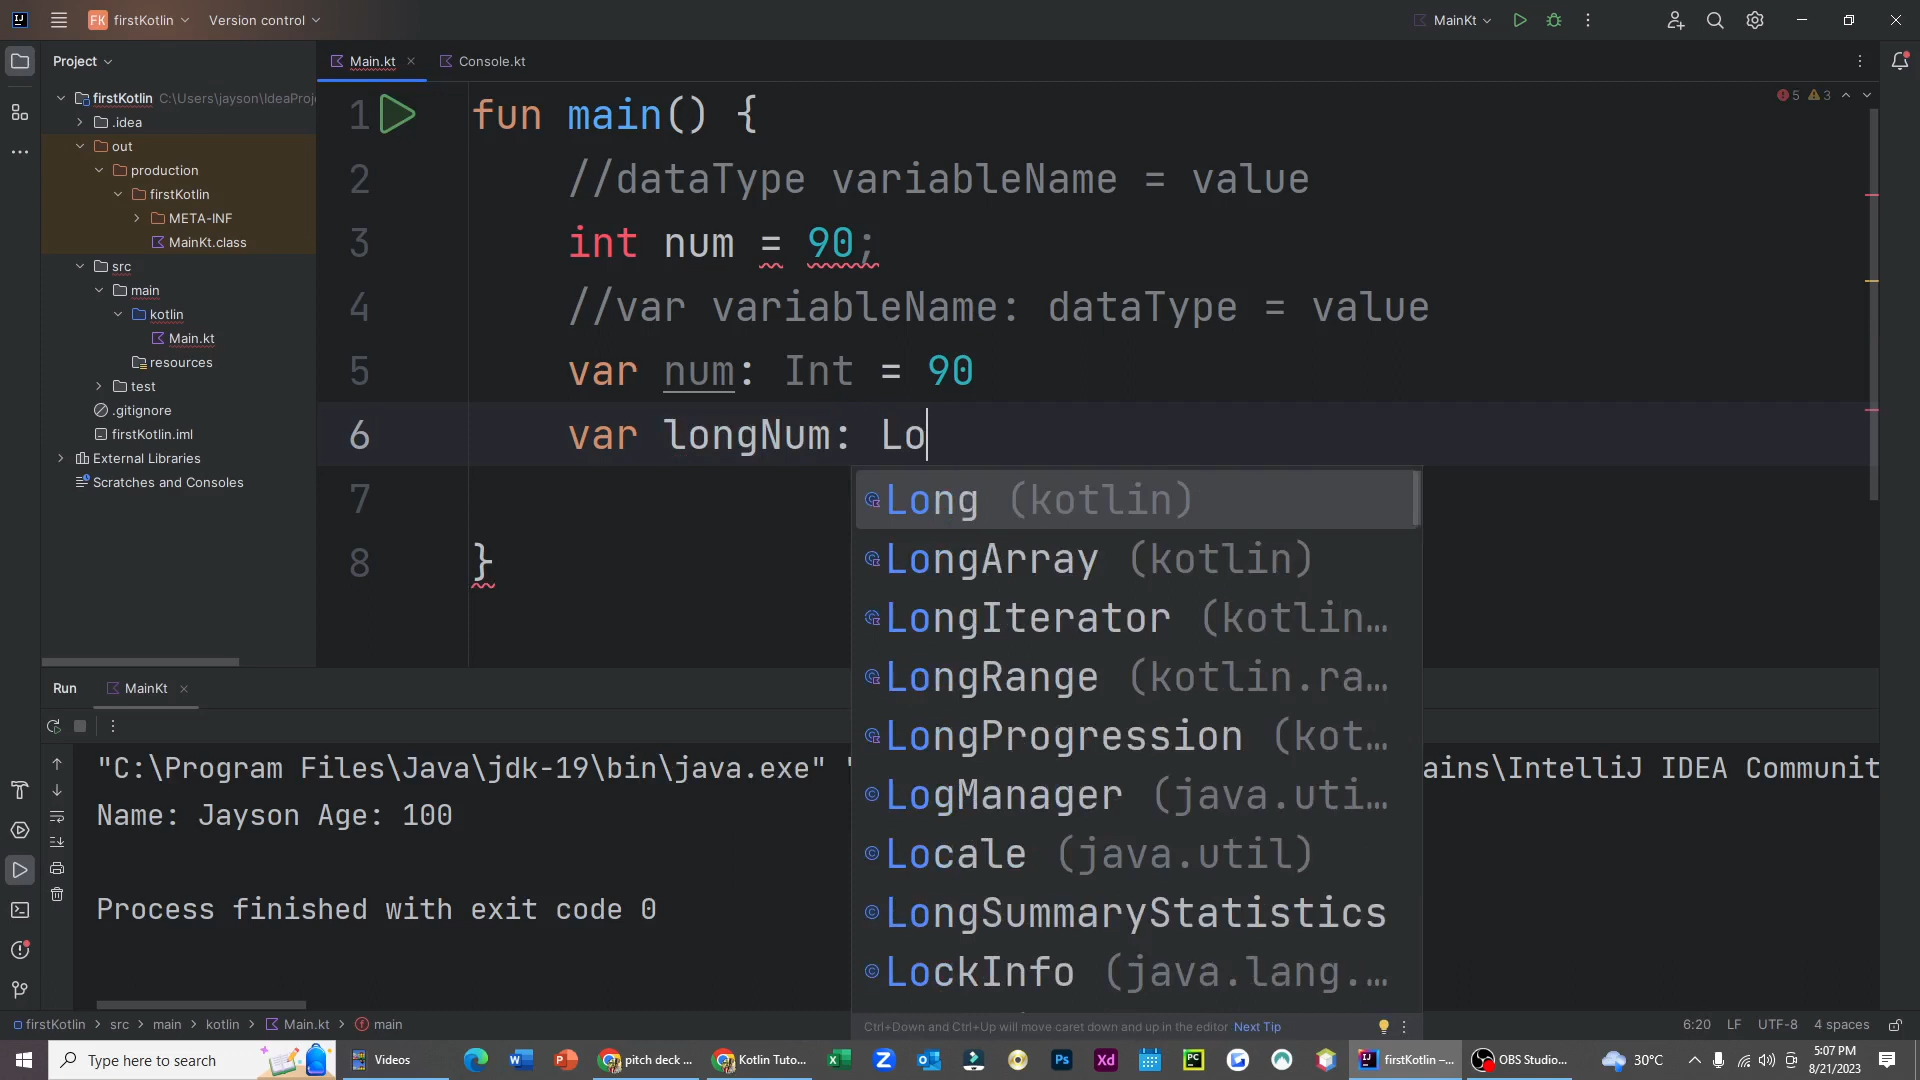 FK firstKotlin Version control MainKt
Project
Main.kt Console.kt
firstKotlin C:\Users\jayson\IdeaProj
.idea
out
production
firstKotlin
META-INF
MainKt.class
src
main
kotlin
Main.kt
resources
test
.gitignore
firstKotlin.iml
External Libraries
Scratches and Consoles
5 3
1 fun main() {
2 //dataType variableName = value
3 int num = 90;
4 //var variableName: dataType = value
5 var num: Int = 90
6 var longNum: Lo
7
8 }
Long (kotlin)
LongArray (kotlin)
LongIterator (kotlin…
LongRange (kotlin.ra…
LongProgression (kot…
LogManager (java.uti…
Locale (java.util)
LongSummaryStatistics
LockInfo (java.lang.…
Ctrl+Down and Ctrl+Up will move caret down and up in the editor Next Tip
Run MainKt
"C:\Program Files\Java\jdk-19\bin\java.exe" " ains\IntelliJ IDEA Communit
Name: Jayson Age: 100
Process finished with exit code 0
firstKotlin > src > main > kotlin > Main.kt > main
6:20 LF UTF-8 4 spaces
Type here to search Videos pitch deck ... Kotlin Tuto... firstKotlin –... OBS Studio... 30°C 5:07 PM
8/21/2023